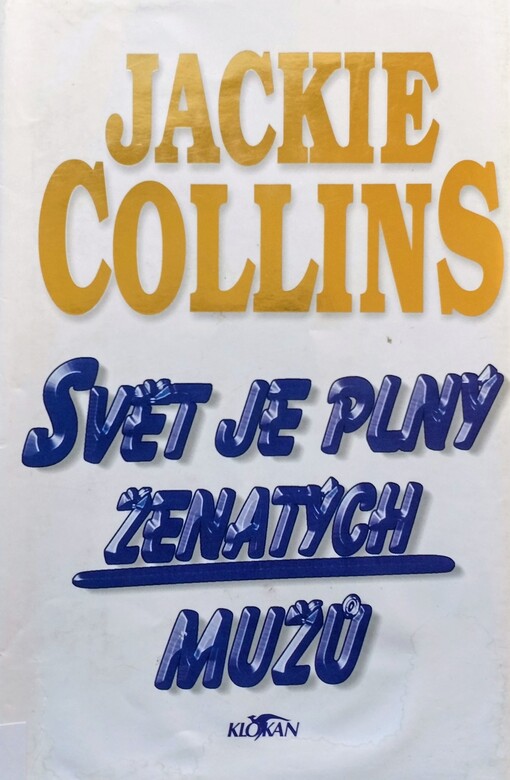 JACKIE
COLLINS
SVĚT JE PLNÝ
ŽENATÝCH
MUŽŮ
KLOKAN